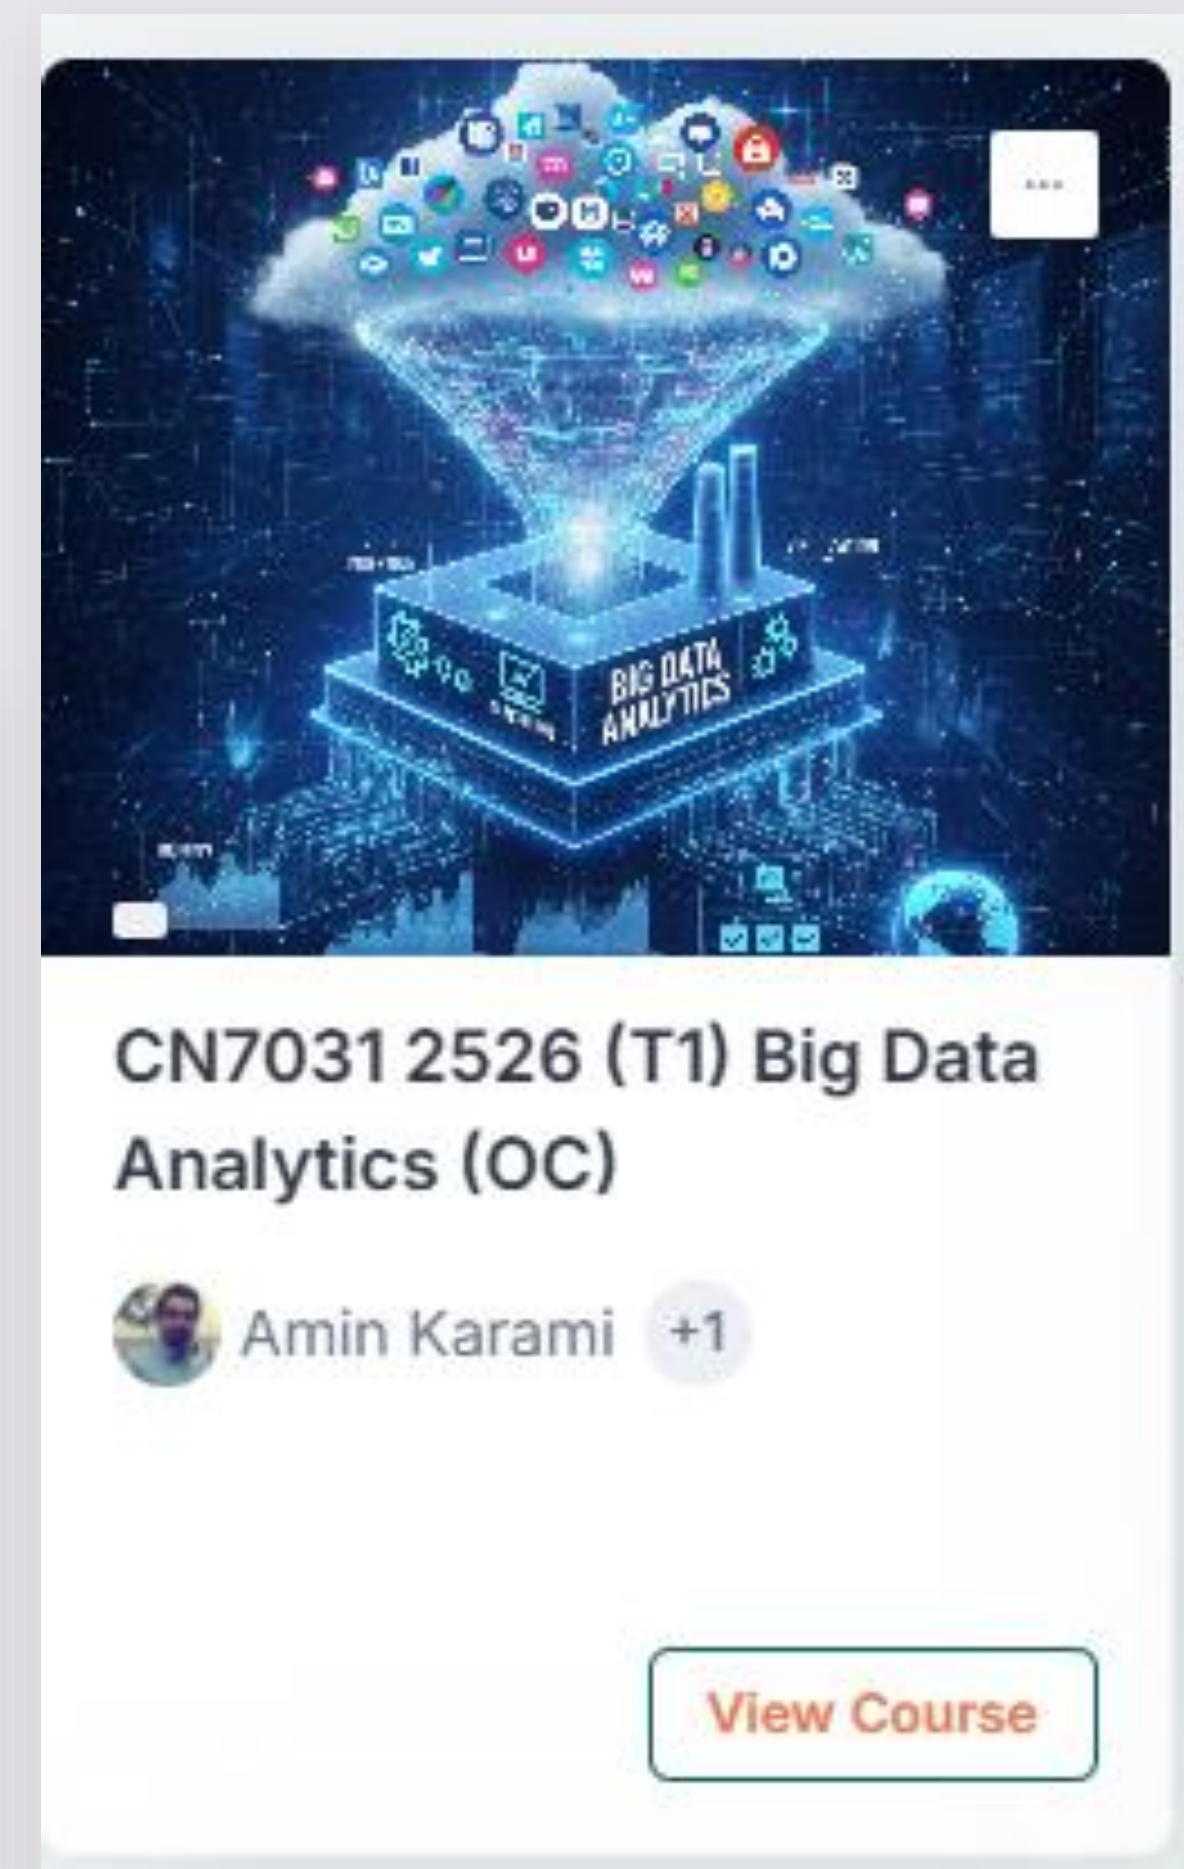 BIG DATA
ANALYTICS
CN7031 2526 (T1) Big Data
Analytics (OC)
Amin Karami +1
View Course